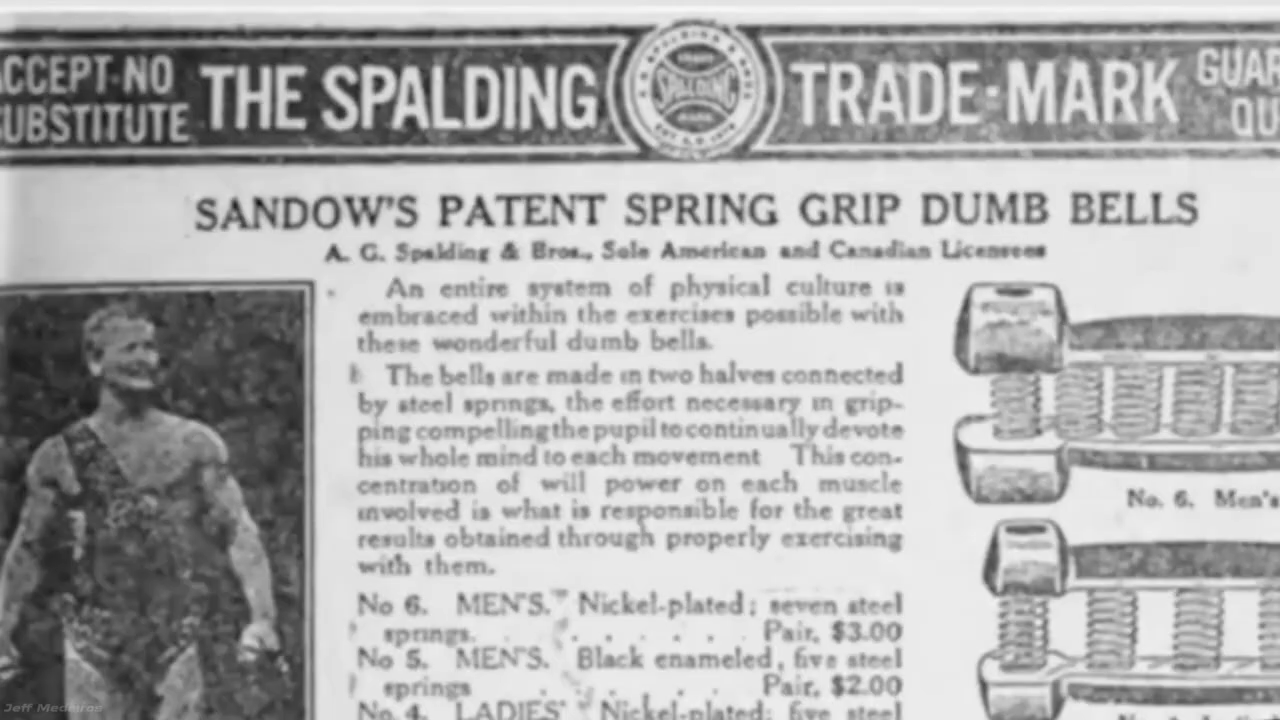 ACCEPT NO
SUBSTITUTE
THE SPALDING
SPALDING
TRADE-MARK
SANDOW'S PATENT SPRING GRIP DUMB BELLS
A. G. Spalding & Bros., Sole American and Canadian Licensees
An entire system of physical culture is
embraced within the exercises possible with
these wonderful dumb bells.
The bells are made in two halves connected
by steel springs, the effort necessary in grip-
ping compelling the pupil to continually devote
his whole mind to each movement This con-
centration of will power on each muscle
involved is what is responsible for the great
results obtained through properly exercising
with them.
No 6. MEN'S. Nickel-plated; seven steel
springs. . . . . . . . Pair, $3.00
No 5. MEN'S. Black enameled, five steel
springs . . . . . Pair, $2.00
No. 4. LADIES' Nickel-plated; five steel
No. 6. Men's
Jeff Medeiros